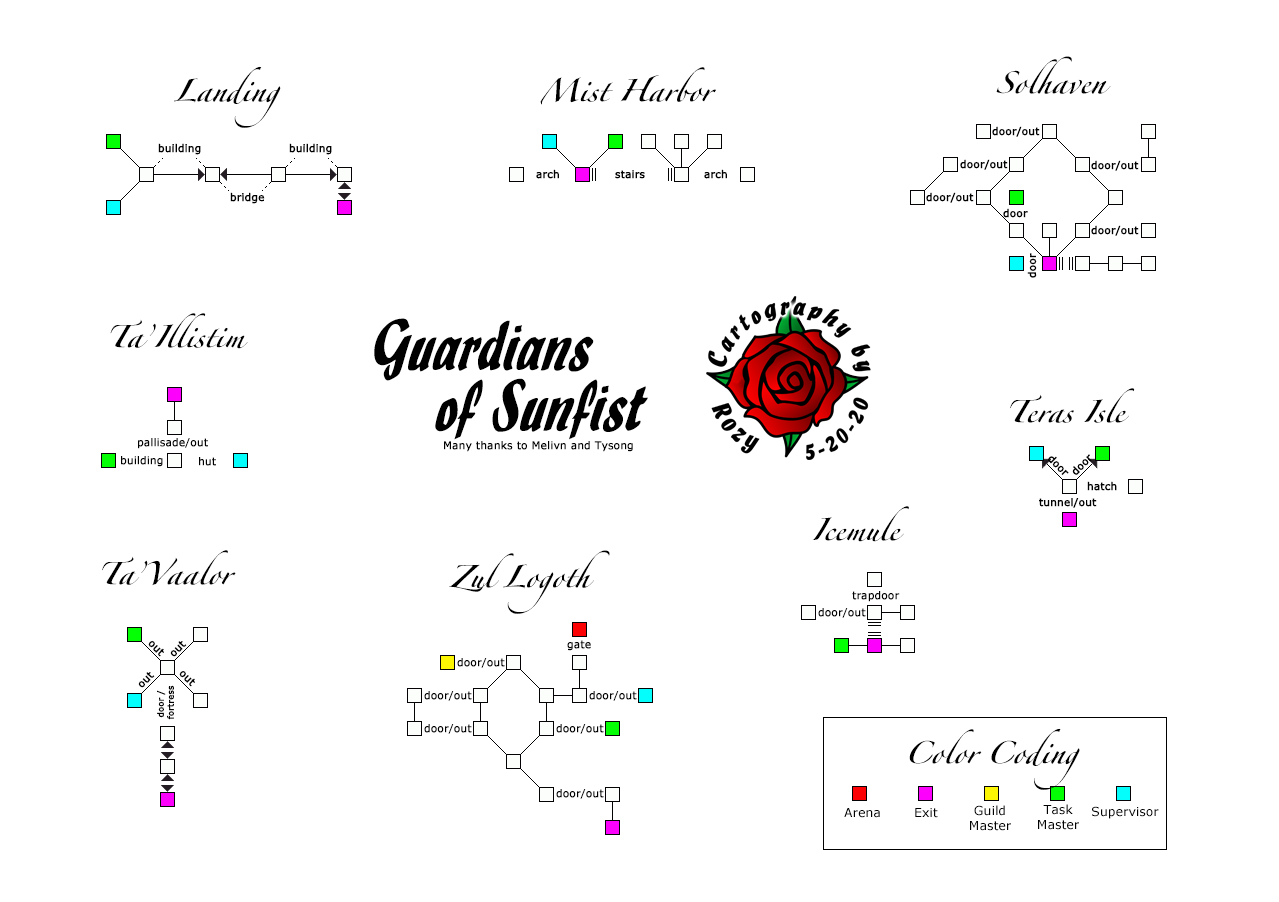 Landing
building
building
bridge
Mist Harbor
arch
stairs
arch
Solhaven
door/out
door/out
door/out
door/out
door
door/out
door
Ta'Illistim
pallisade/out
building
hut
Guardians
of Sunfist
Many thanks to Melivn and Tysong
Cartography by
Rozy
5-20-20
Teras Isle
door
door
hatch
tunnel/out
Icemule
trapdoor
door/out
Ta'Vaalor
out
out
out
out
door /
fortress
Zul Logoth
gate
door/out
door/out
door/out
door/out
door/out
door/out
Color Coding
Arena
Exit
Guild
Master
Task
Master
Supervisor